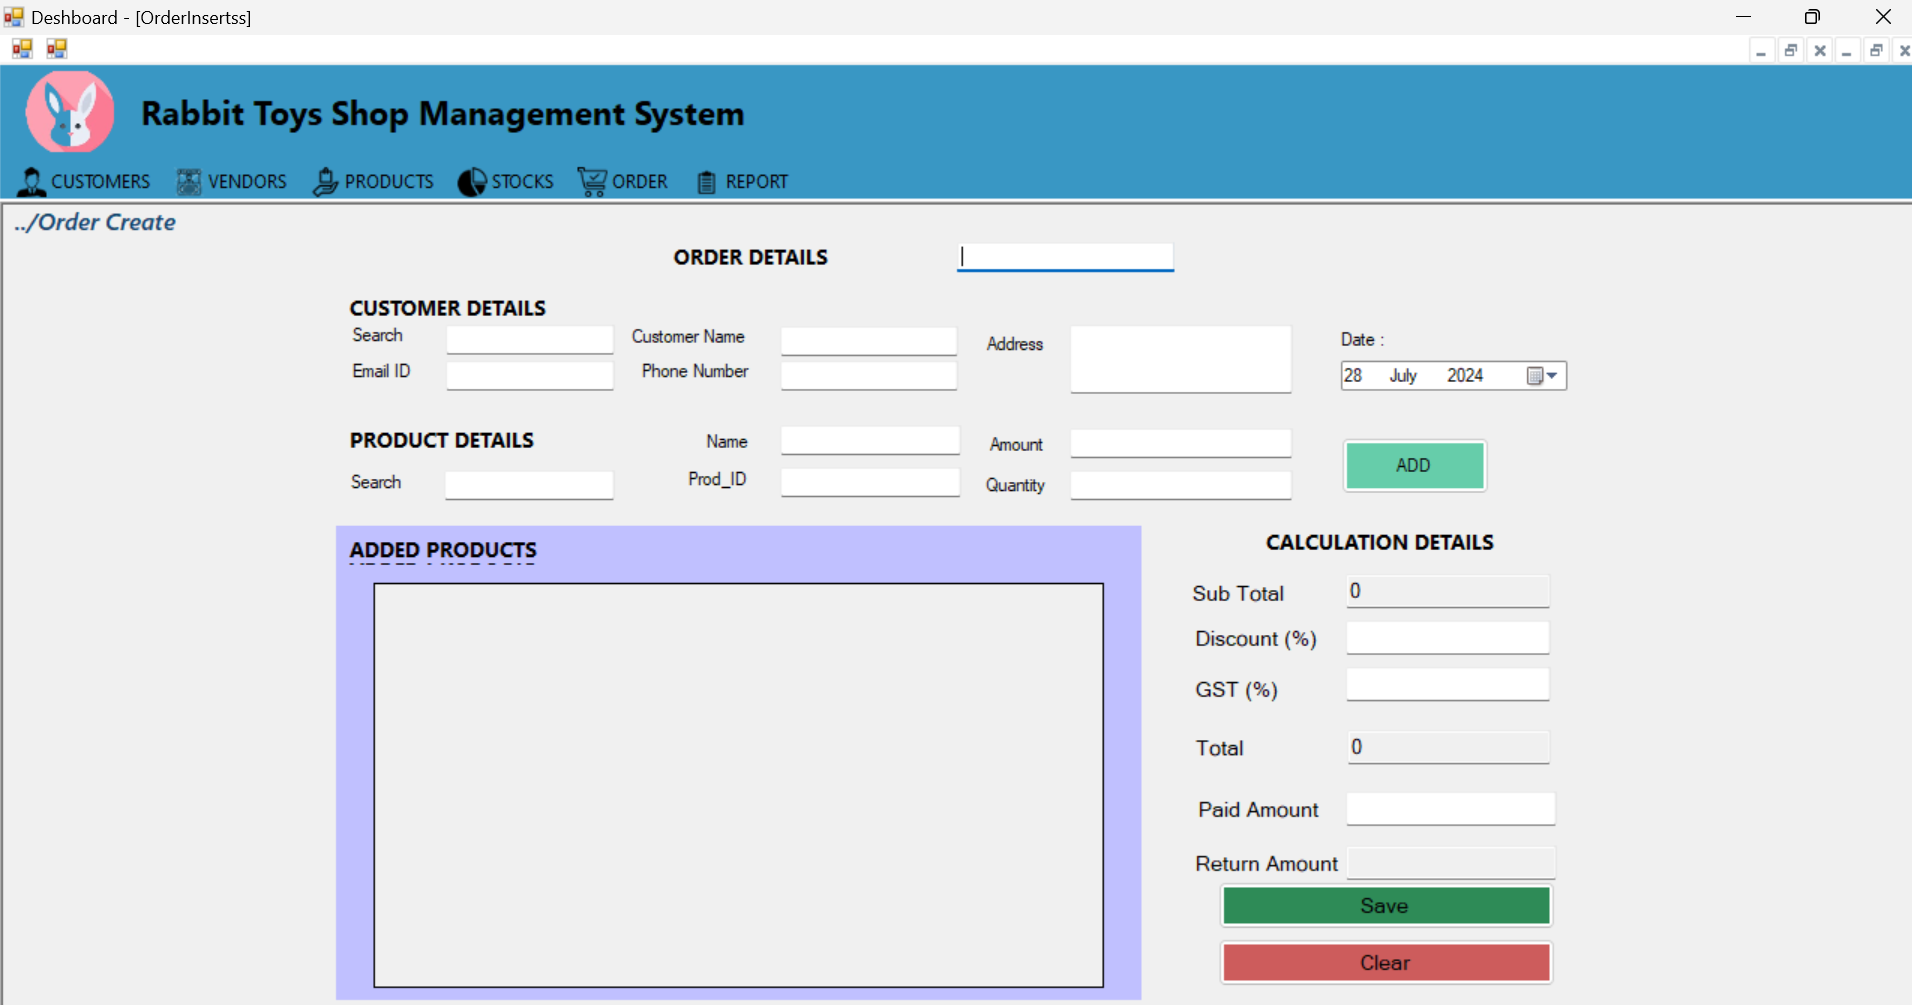 Deshboard - [OrderInsertss]
Rabbit Toys Shop Management System
CUSTOMERS VENDORS PRODUCTS STOCKS ORDER REPORT
../Order Create
ORDER DETAILS
CUSTOMER DETAILS
Search Customer Name Address Date :
Email ID Phone Number 28 July 2024
PRODUCT DETAILS Name Amount
ADD
Search Prod_ID Quantity
ADDED PRODUCTS
CALCULATION DETAILS
Sub Total 0
Discount (%)
GST (%)
Total 0
Paid Amount
Return Amount
Save
Clear